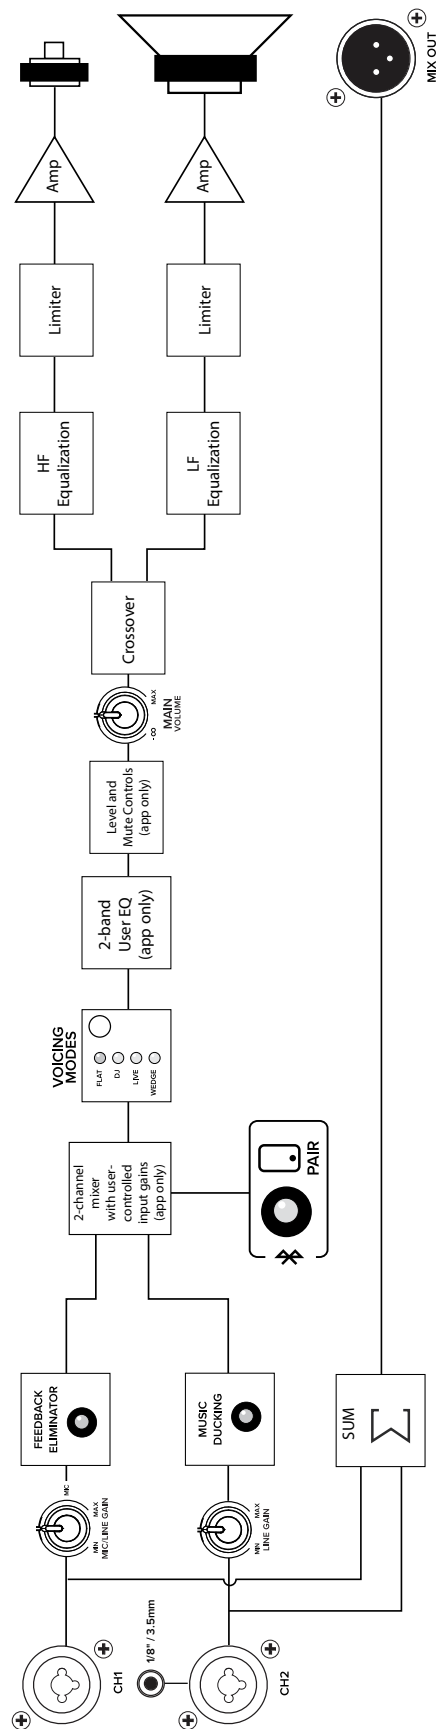 CH1
1/8" / 3.5mm
CH2
MIN
MAX
MIC/LINE GAIN
MIC
MIN
MAX
LINE GAIN
FEEDBACK
ELIMINATOR
MUSIC
DUCKING
SUM
Σ
2-channel
mixer
with user-
controlled
input gains
(app only)
PAIR
VOICING
MODES
FLAT
DJ
LIVE
WEDGE
2-band
User EQ
(app only)
Level and
Mute Controls
(app only)
-∞
MAX
MAIN
VOLUME
Crossover
HF
Equalization
LF
Equalization
Limiter
Limiter
Amp
Amp
MIX OUT